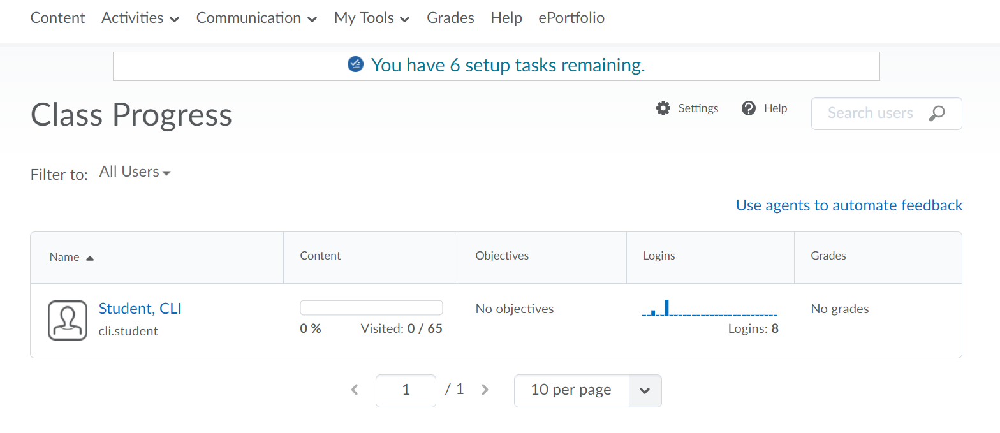 Content Activities Communication My Tools Grades Help ePortfolio
You have 6 setup tasks remaining.
Class Progress
Settings Help Search users
Filter to: All Users
Use agents to automate feedback
Name Content Objectives Logins Grades
Student, CLI No objectives No grades
cli.student 0 % Visited: 0 / 65 Logins: 8
1 / 1 10 per page